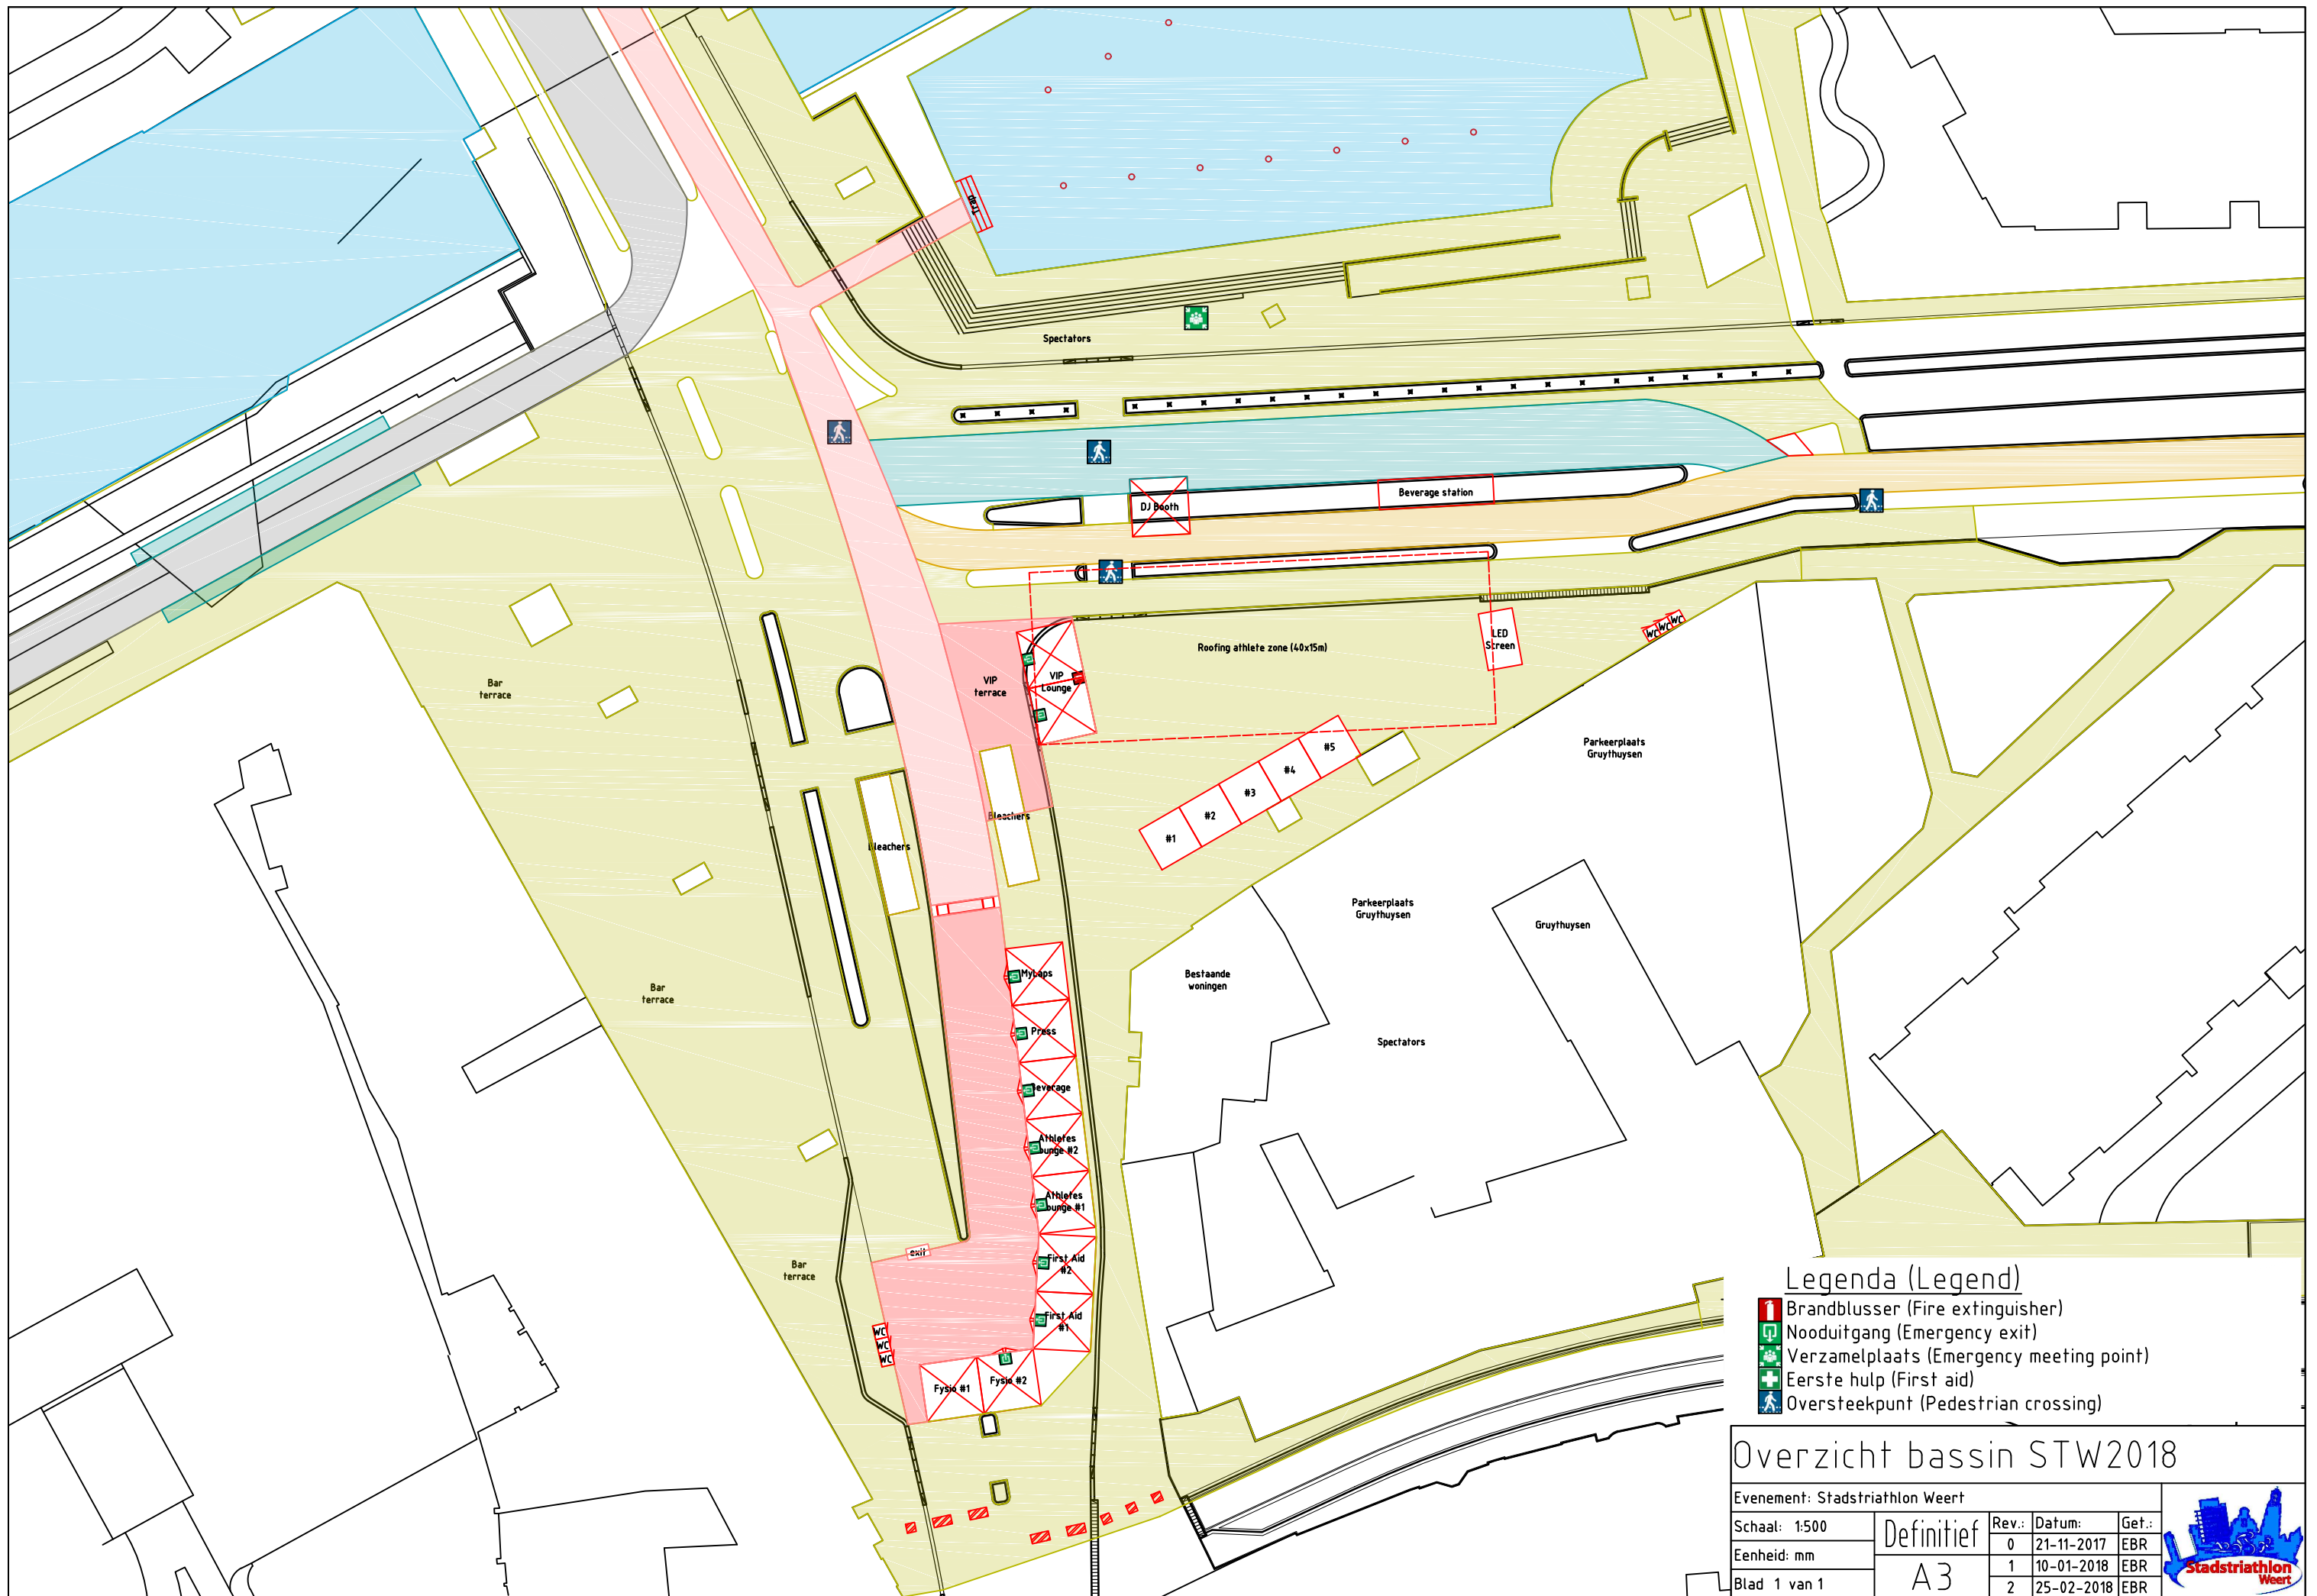 Trap
Spectators
DJ Booth
Beverage station
Roofing athlete zone (40x15m)
LED
Screen
WC
WC
WC
VIP
terrace
VIP
Lounge
Bar
terrace
#5
#4
#3
#2
#1
Parkeerplaats
Gruythuysen
Bleachers
Bleachers
Parkeerplaats
Gruythuysen
Gruythuysen
Bar
terrace
MyLaps
Bestaande
woningen
Press
Spectators
Beverage
Athletes
Lounge #2
Athletes
Lounge #1
exit
Bar
terrace
First Aid
#2
First Aid
#1
WC
WC
WC
Fysio #1
Fysio #2
Legenda (Legend)
Brandblusser (Fire extinguisher)
Nooduitgang (Emergency exit)
Verzamelplaats (Emergency meeting point)
Eerste hulp (First aid)
Oversteekpunt (Pedestrian crossing)
Overzicht bassin STW2018
Evenement: Stadstriathlon Weert
Schaal: 1:500
Eenheid: mm
Blad 1 van 1
Definitief
A3
Rev.: Datum: Get.:
0 21-11-2017 EBR
1 10-01-2018 EBR
2 25-02-2018 EBR
Stadstriathlon
Weert